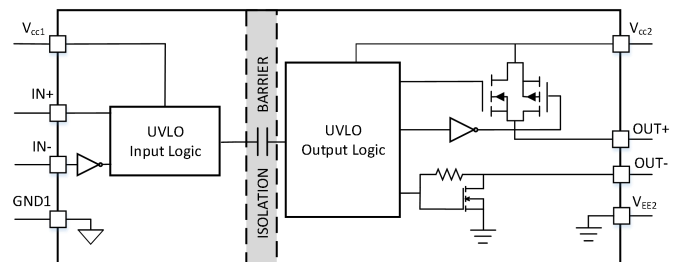 Vcc1
IN+
IN-
GND1
UVLO
Input Logic
ISOLATION BARRIER
UVLO
Output Logic
Vcc2
OUT+
OUT-
VEE2